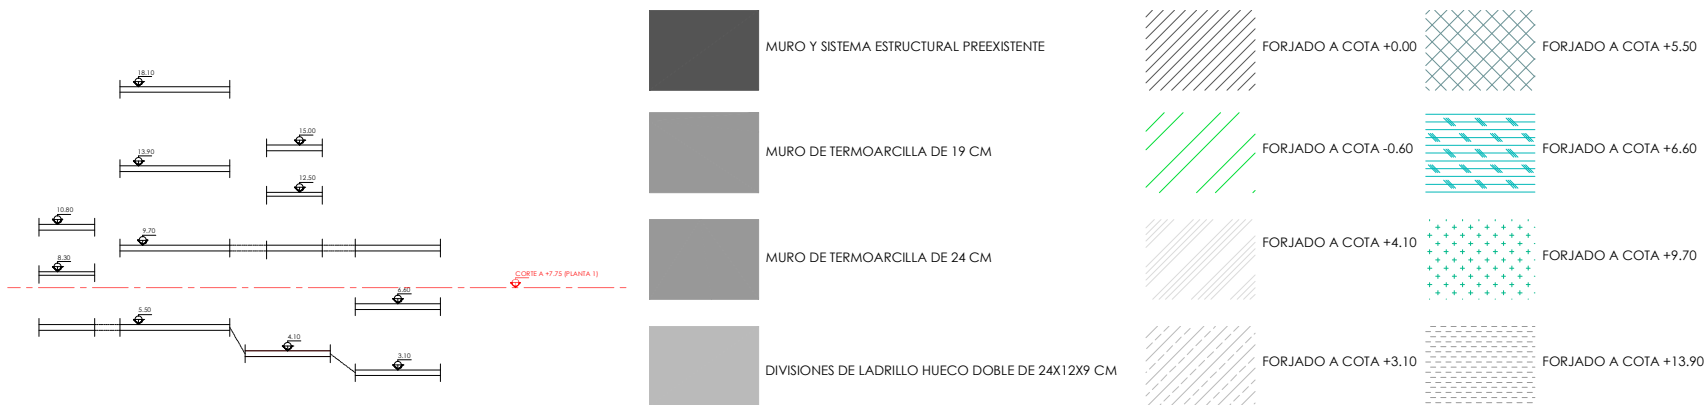 18.10
15.00
13.90
12.50
10.80
9.70
8.30
CORTE A +7.75 (PLANTA 1)
6.60
5.50
4.10
3.10
MURO Y SISTEMA ESTRUCTURAL PREEXISTENTE
MURO DE TERMOARCILLA DE 19 CM
MURO DE TERMOARCILLA DE 24 CM
DIVISIONES DE LADRILLO HUECO DOBLE DE 24X12X9 CM
FORJADO A COTA +0.00
FORJADO A COTA -0.60
FORJADO A COTA +4.10
FORJADO A COTA +3.10
FORJADO A COTA +5.50
FORJADO A COTA +6.60
FORJADO A COTA +9.70
FORJADO A COTA +13.90